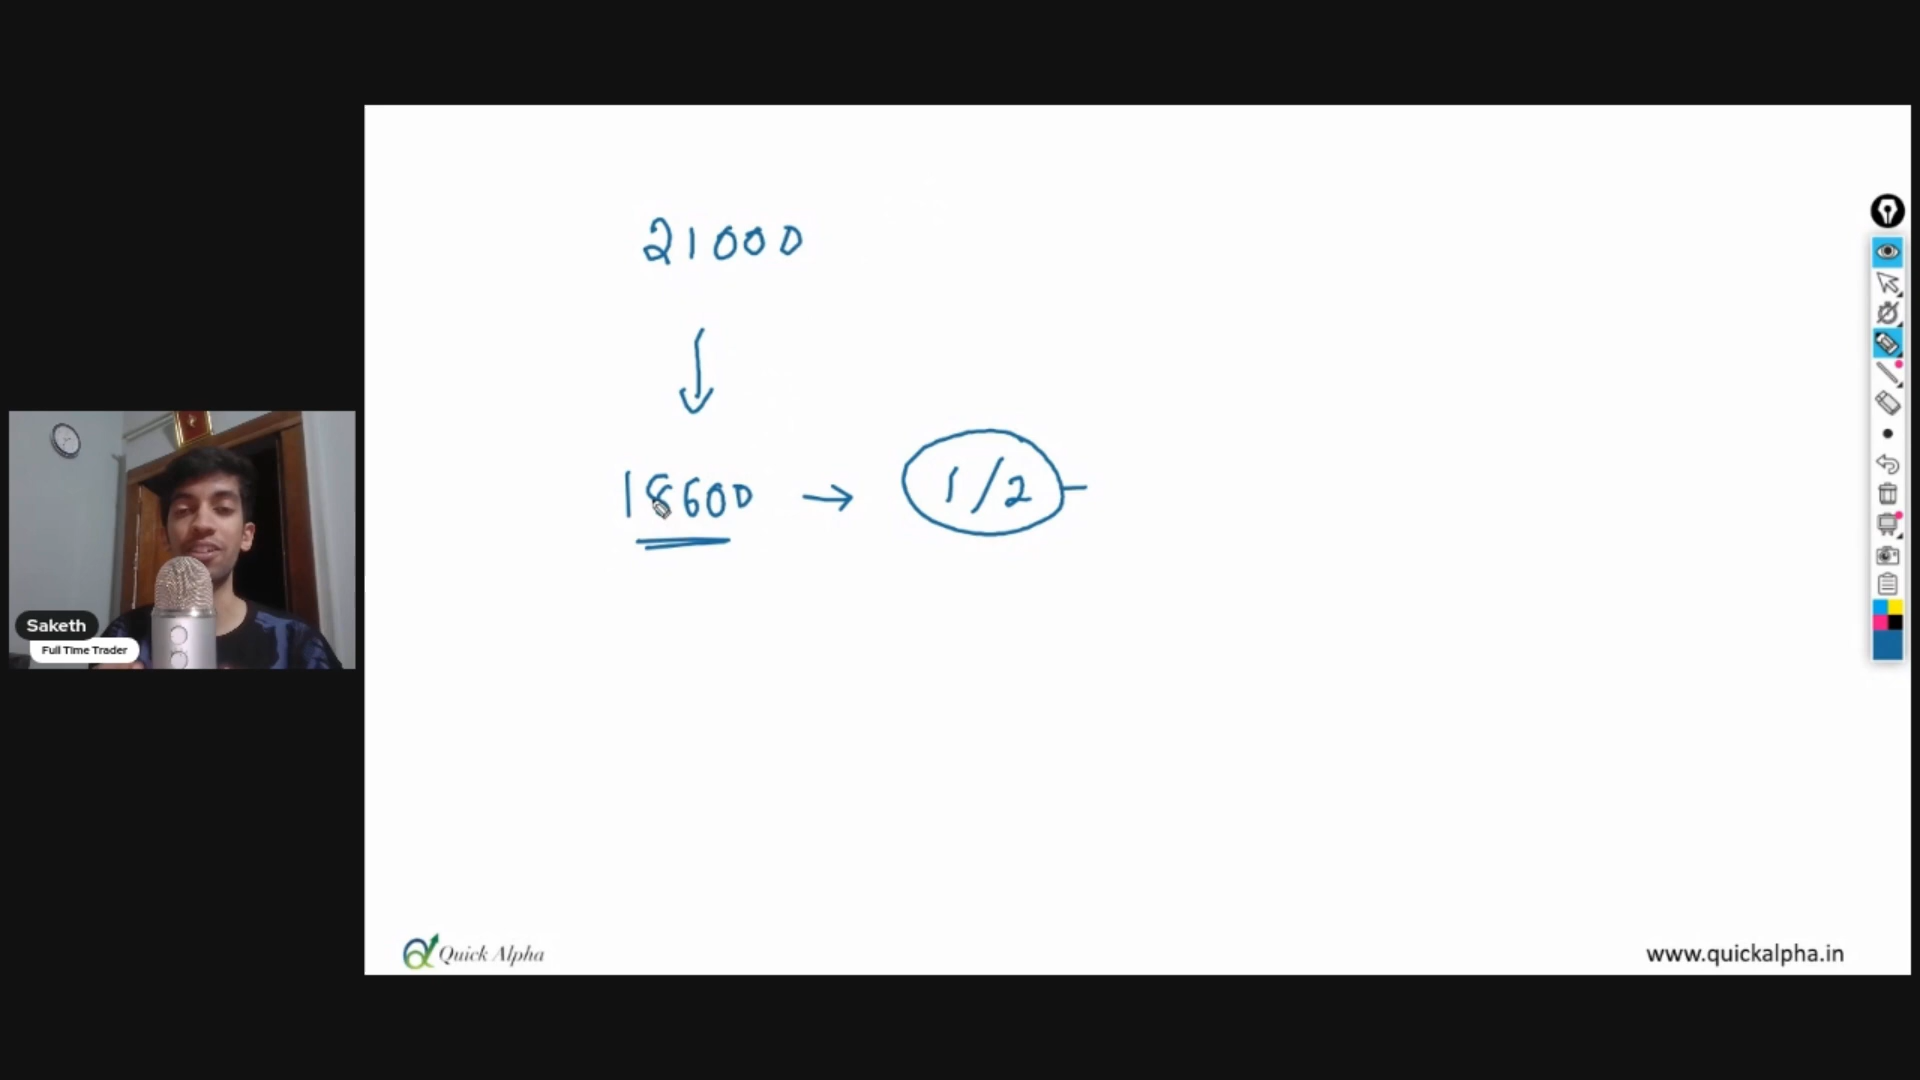 21000
↓
18600 → 1/2 –
Saketh
Full Time Trader
Quick Alpha
www.quickalpha.in